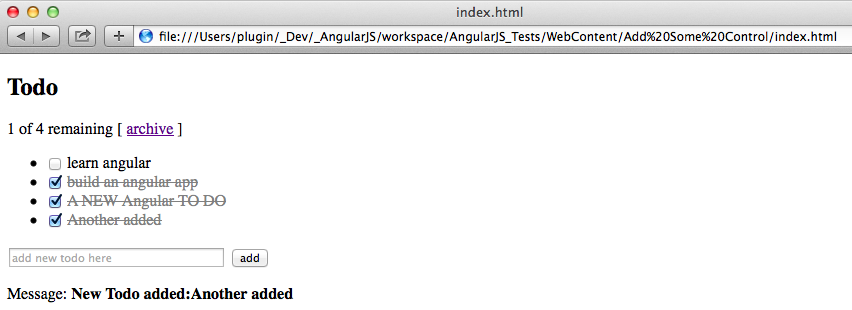 index.html
file:///Users/plugin/_Dev/_AngularJS/workspace/AngularJS_Tests/WebContent/Add%20Some%20Control/index.html
Todo
1 of 4 remaining [ archive ]
learn angular
build an angular app
A NEW Angular TO DO
Another added
add new todo here add
Message: New Todo added:Another added